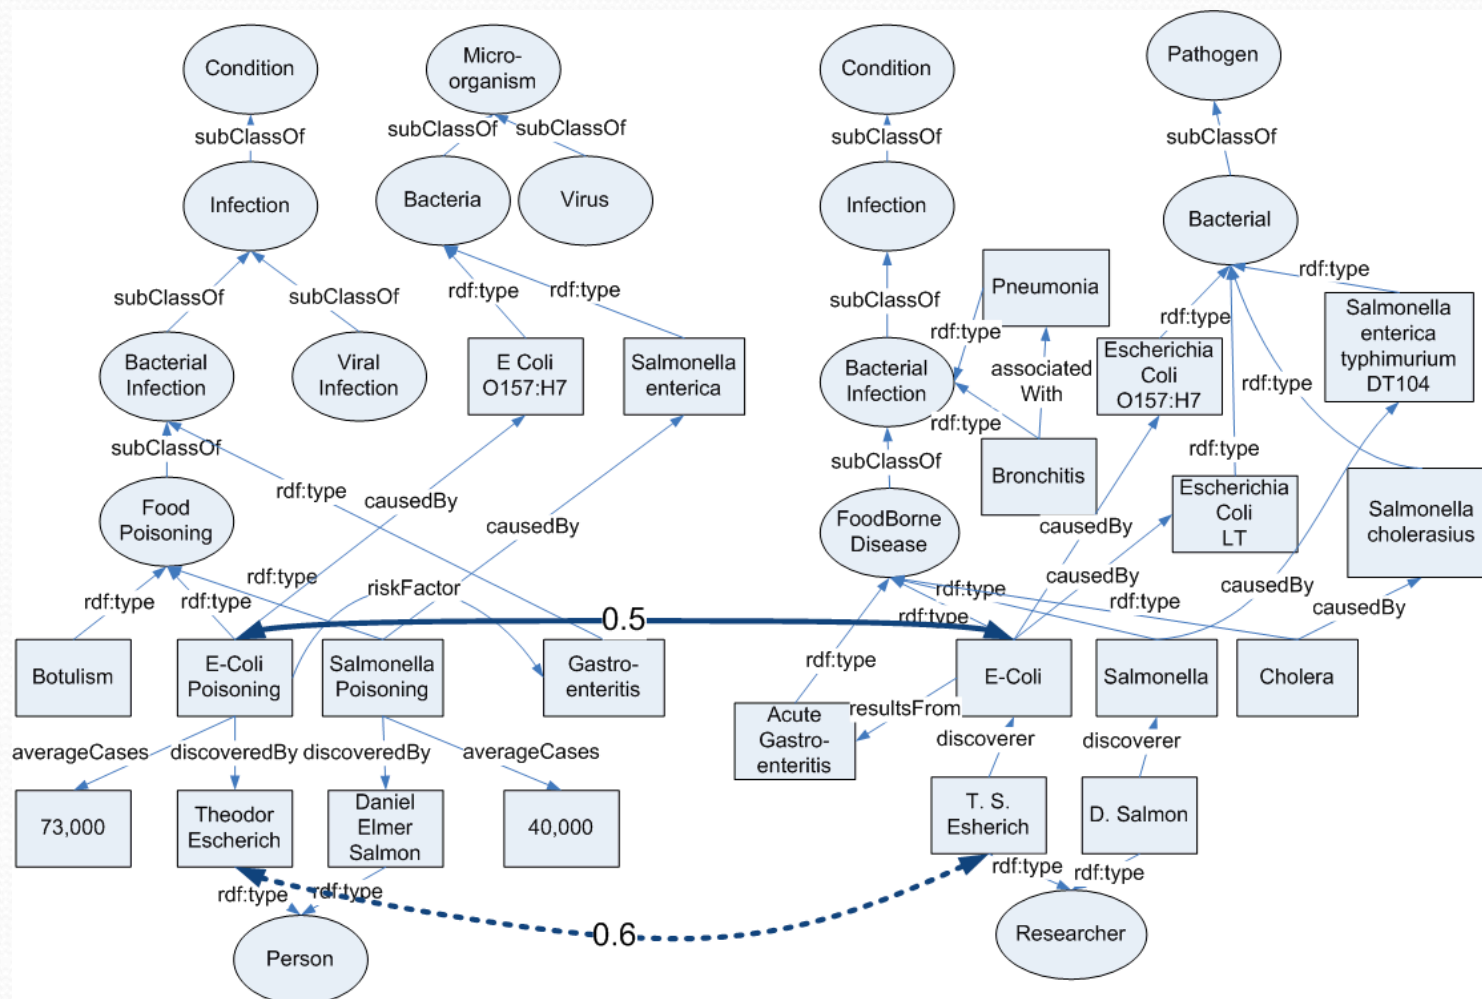 Condition
Micro-
organism
Condition
Pathogen
subClassOf
subClassOf
subClassOf
subClassOf
subClassOf
Infection
Bacteria
Virus
Infection
Bacterial
subClassOf
subClassOf
rdf:type
rdf:type
subClassOf
Pneumonia
rdf:type
rdf:type
rdf:type
Salmonella
enterica
typhimurium
DT104
Bacterial
Infection
Viral
Infection
E Coli
O157:H7
Salmonella
enterica
Bacterial
Infection
associated
With
Escherichia
Coli
O157:H7
rdf:type
rdf:type
subClassOf
rdf:type
subClassOf
rdf:type
Bronchitis
Food
Poisoning
causedBy
causedBy
FoodBorne
Disease
causedBy
Escherichia
Coli
LT
Salmonella
cholerasius
rdf:type
rdf:type
rdf:type
riskFactor
rdf:type
rdf:type
causedBy
rdf:type
causedBy
causedBy
0.5
Botulism
E-Coli
Poisoning
Salmonella
Poisoning
Gastro-
enteritis
rdf:type
E-Coli
Salmonella
Cholera
Acute
Gastro-
enteritis
resultsFrom
averageCases
discoveredBy
discoveredBy
averageCases
discoverer
discoverer
73,000
Theodor
Escherich
Daniel
Elmer
Salmon
40,000
T. S.
Esherich
D. Salmon
rdf:type
rdf:type
rdf:type
rdf:type
0.6
Person
Researcher